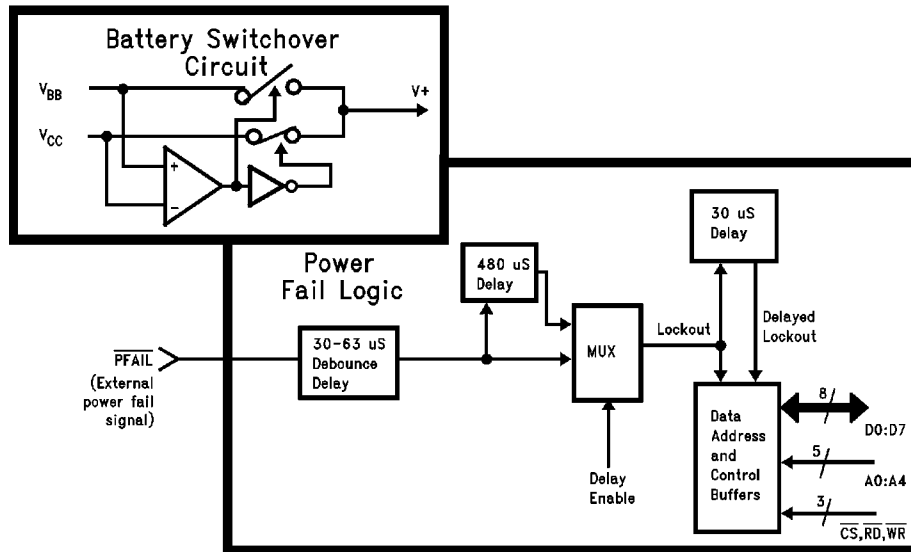 Battery Switchover
Circuit
VBB
VCC
V+
+
−
Power
Fail Logic
30 uS
Delay
480 uS
Delay
Lockout
Delayed
Lockout
30-63 uS
Debounce
Delay
MUX
PFAIL
(External
power fail
signal)
Delay
Enable
Data
Address
and
Control
Buffers
8
D0:D7
5
A0:A4
3
CS,RD,WR